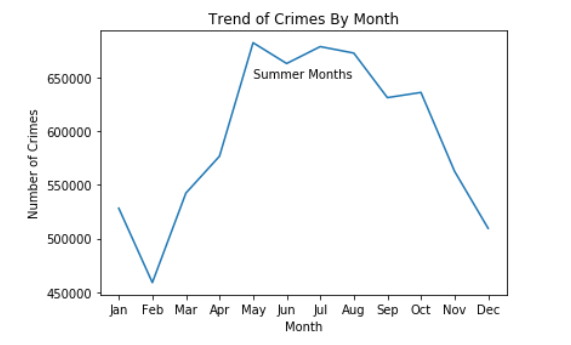 Trend of Crimes By Month
Number of Crimes
650000
600000
550000
500000
450000
Summer Months
Jan Feb Mar Apr May Jun Jul Aug Sep Oct Nov Dec
Month